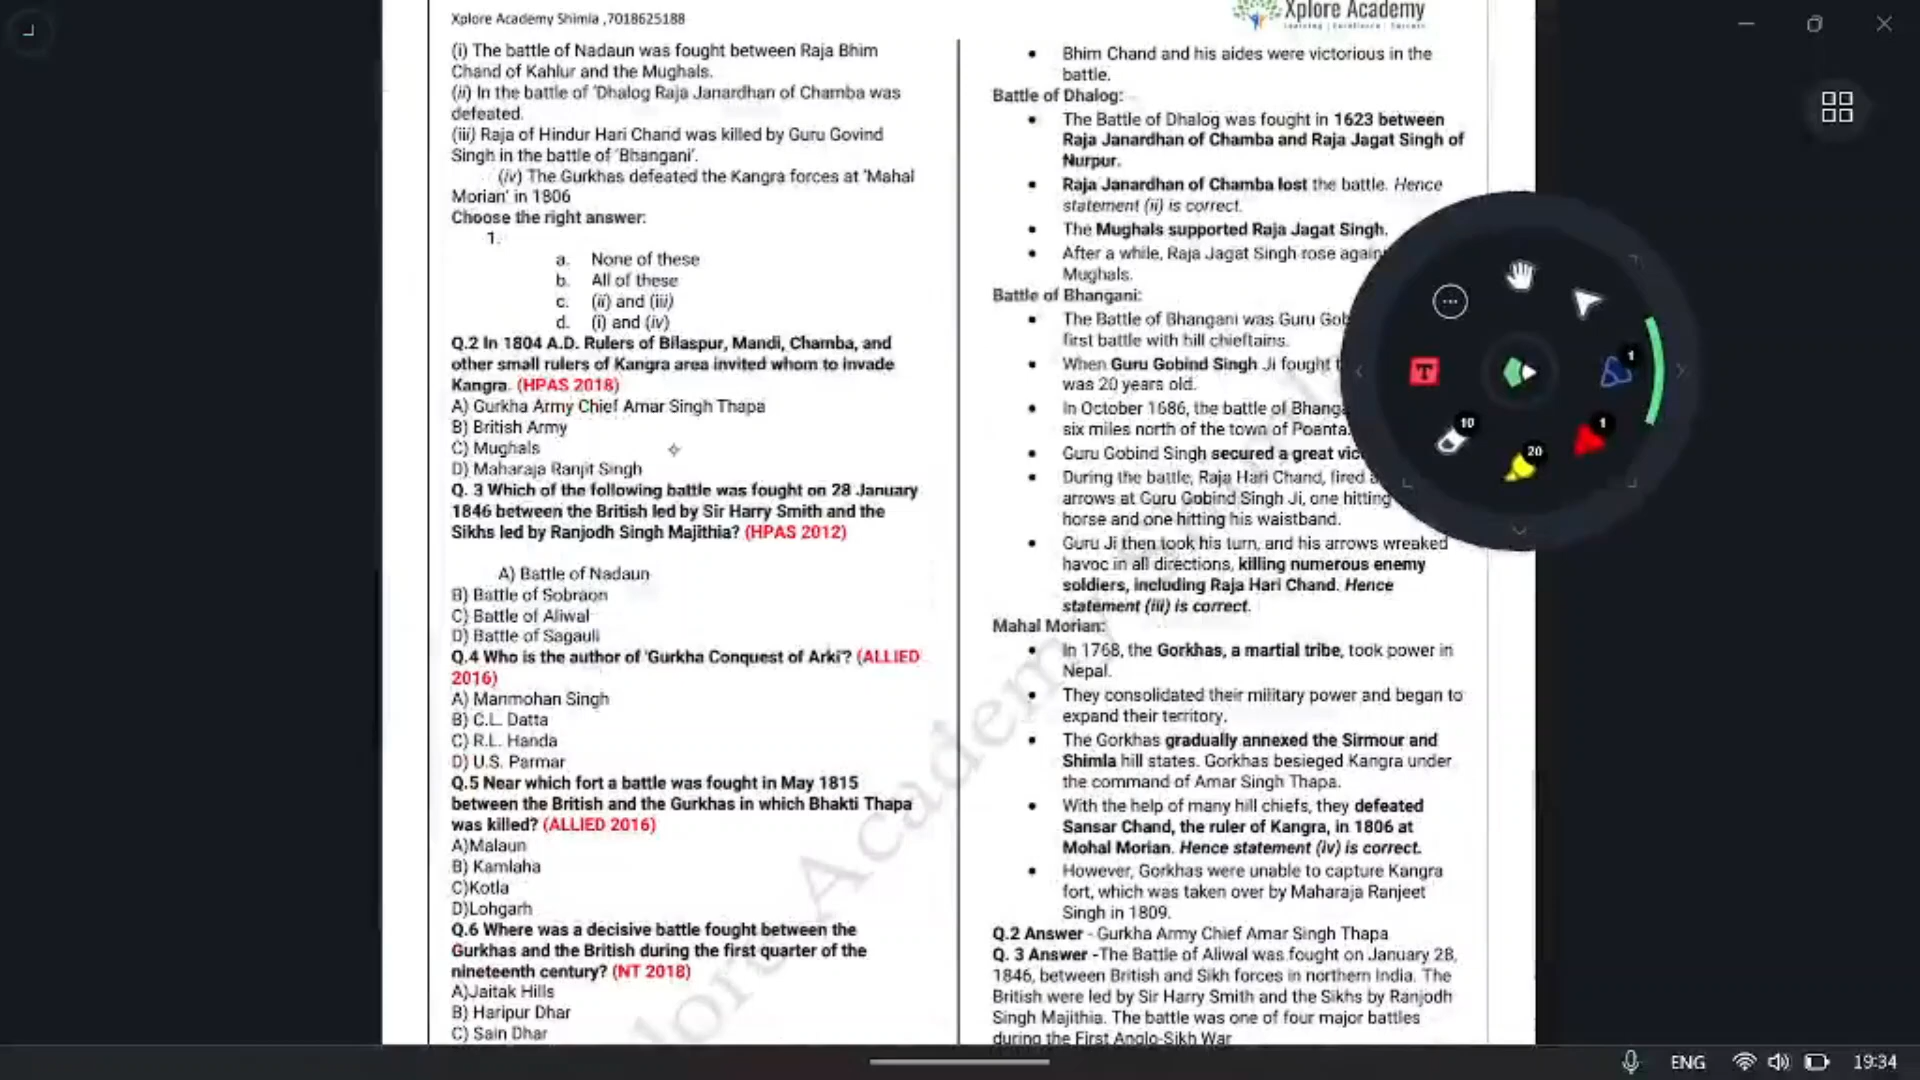 Xplore Academy Shimla ,7018625188
(i) The battle of Nadaun was fought between Raja Bhim
Chand of Kahlur and the Mughals.
(ii) In the battle of 'Dhalog Raja Janardhan of Chamba was
defeated.
(iii) Raja of Hindur Hari Chand was killed by Guru Govind
Singh in the battle of 'Bhangani'.
(iv) The Gurkhas defeated the Kangra forces at 'Mahal
Morian' in 1806
Choose the right answer:
1.
a. None of these
b. All of these
c. (ii) and (iii)
d. (i) and (iv)
Q.2 In 1804 A.D. Rulers of Bilaspur, Mandi, Chamba, and
other small rulers of Kangra area invited whom to invade
Kangra. (HPAS 2018)
A) Gurkha Army Chief Amar Singh Thapa
B) British Army
C) Mughals
D) Maharaja Ranjit Singh
Q. 3 Which of the following battle was fought on 28 January
1846 between the British led by Sir Harry Smith and the
Sikhs led by Ranjodh Singh Majithia? (HPAS 2012)
A) Battle of Nadaun
B) Battle of Sobraon
C) Battle of Aliwal
D) Battle of Sagauli
Q.4 Who is the author of 'Gurkha Conquest of Arki'? (ALLIED
2016)
A) Manmohan Singh
B) C.L. Datta
C) R.L. Handa
D) U.S. Parmar
Q.5 Near which fort a battle was fought in May 1815
between the British and the Gurkhas in which Bhakti Thapa
was killed? (ALLIED 2016)
A)Malaun
B) Kamlaha
C)Kotla
D)Lohgarh
Q.6 Where was a decisive battle fought between the
Gurkhas and the British during the first quarter of the
nineteenth century? (NT 2018)
A)Jaitak Hills
B) Haripur Dhar
C) Sain Dhar
Xplore Academy
Learning | Excellence | Success
• Bhim Chand and his aides were victorious in the
battle.
Battle of Dhalog:
• The Battle of Dhalog was fought in 1623 between
Raja Janardhan of Chamba and Raja Jagat Singh of
Nurpur.
• Raja Janardhan of Chamba lost the battle. Hence
statement (ii) is correct.
• The Mughals supported Raja Jagat Singh.
• After a while, Raja Jagat Singh rose again
Mughals.
Battle of Bhangani:
• The Battle of Bhangani was Guru Gob
first battle with hill chieftains.
• When Guru Gobind Singh Ji fought
was 20 years old.
• In October 1686, the battle of Bhanga
six miles north of the town of Poanta.
• Guru Gobind Singh secured a great vic
• During the battle, Raja Hari Chand, fired
arrows at Guru Gobind Singh Ji, one hitting
horse and one hitting his waistband.
• Guru Ji then took his turn, and his arrows wreaked
havoc in all directions, killing numerous enemy
soldiers, including Raja Hari Chand. Hence
statement (iii) is correct.
Mahal Morian:
• In 1768, the Gorkhas, a martial tribe, took power in
Nepal.
• They consolidated their military power and began to
expand their territory.
• The Gorkhas gradually annexed the Sirmour and
Shimla hill states. Gorkhas besieged Kangra under
the command of Amar Singh Thapa.
• With the help of many hill chiefs, they defeated
Sansar Chand, the ruler of Kangra, in 1806 at
Mohal Morian. Hence statement (iv) is correct.
• However, Gorkhas were unable to capture Kangra
fort, which was taken over by Maharaja Ranjeet
Singh in 1809.
Q.2 Answer - Gurkha Army Chief Amar Singh Thapa
Q. 3 Answer -The Battle of Aliwal was fought on January 28,
1846, between British and Sikh forces in northern India. The
British were led by Sir Harry Smith and the Sikhs by Ranjodh
Singh Majithia. The battle was one of four major battles
during the First Anglo-Sikh War
T
1
10
1
20
ENG
19:34